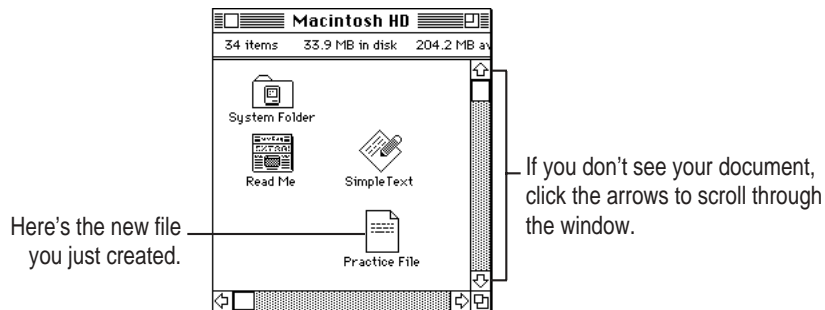 Macintosh HD
34 items 33.9 MB in disk 204.2 MB av
System Folder
Read Me
SimpleText
If you don’t see your document,
click the arrows to scroll through
the window.
Here’s the new file
you just created.
Practice File